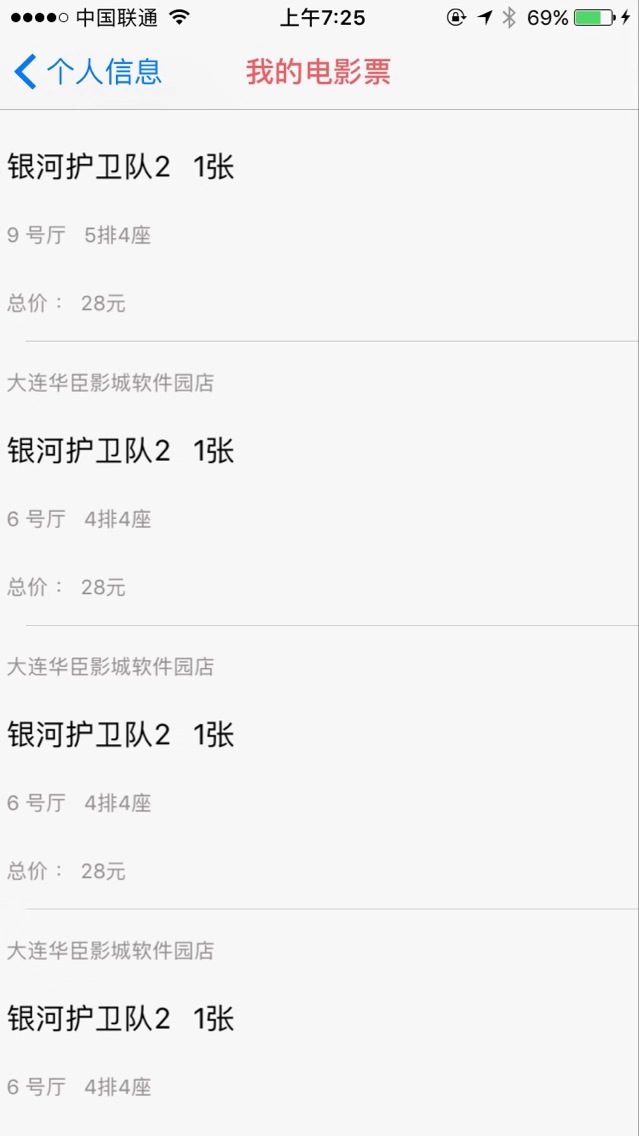 中国联通 上午7:25 69%
个人信息 我的电影票
银河护卫队2 1张
9 号厅 5排4座
总价： 28元
大连华臣影城软件园店
银河护卫队2 1张
6 号厅 4排4座
总价： 28元
大连华臣影城软件园店
银河护卫队2 1张
6 号厅 4排4座
总价： 28元
大连华臣影城软件园店
银河护卫队2 1张
6 号厅 4排4座